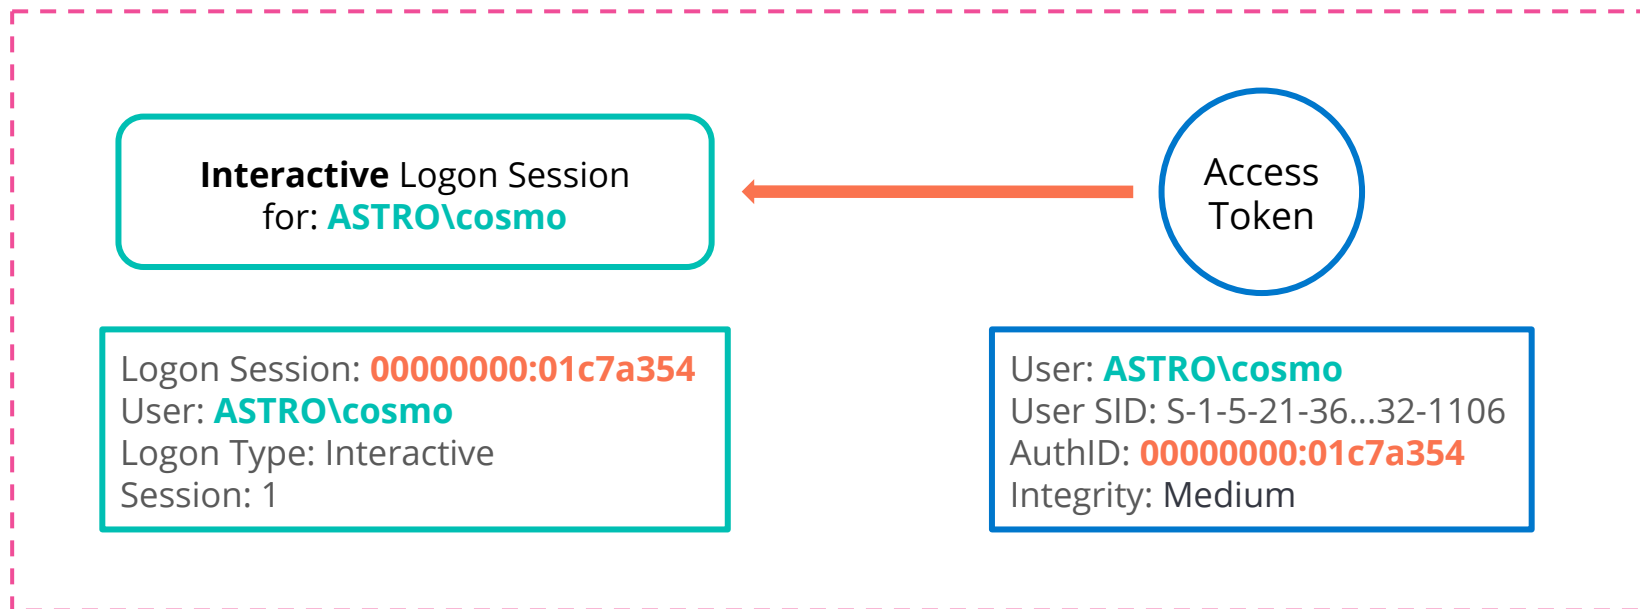 Interactive Logon Session
for: ASTRO\cosmo
Access
Token
Logon Session: 00000000:01c7a354
User: ASTRO\cosmo
Logon Type: Interactive
Session: 1
User: ASTRO\cosmo
User SID: S-1-5-21-36...32-1106
AuthID: 00000000:01c7a354
Integrity: Medium